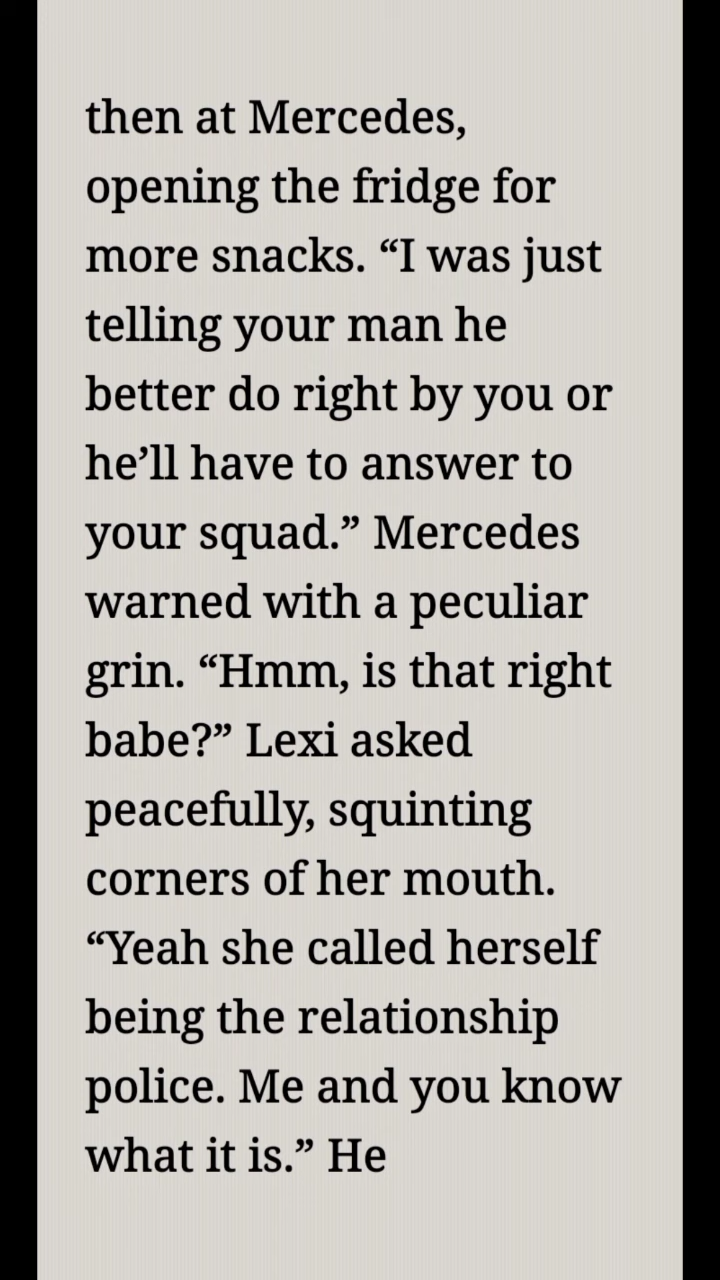 then at Mercedes,
opening the fridge for
more snacks. “I was just
telling your man he
better do right by you or
he’ll have to answer to
your squad.” Mercedes
warned with a peculiar
grin. “Hmm, is that right
babe?” Lexi asked
peacefully, squinting
corners of her mouth.
“Yeah she called herself
being the relationship
police. Me and you know
what it is.” He